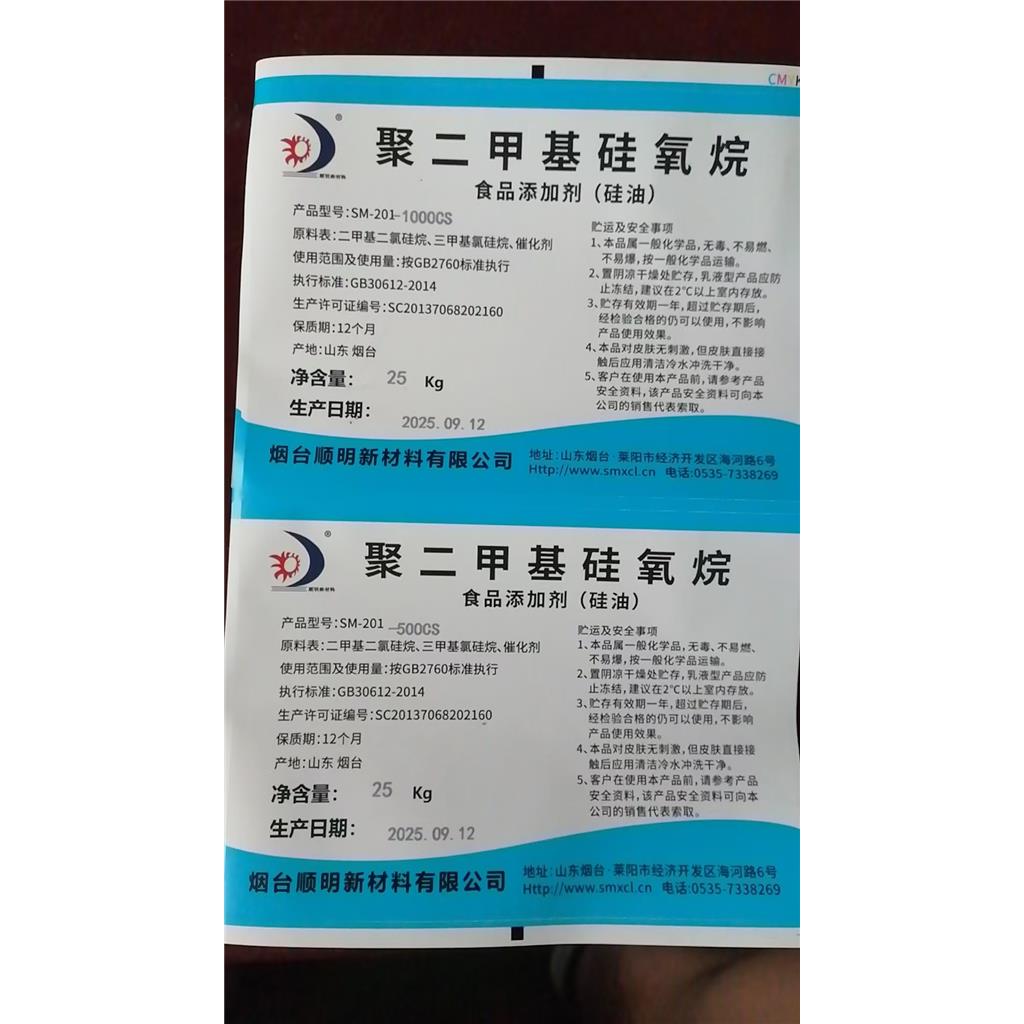 CMYK
®
聚二甲基硅氧烷
食品添加剂（硅油）
产品型号：SM-201-1000CS
原料表：二甲基二氯硅烷、三甲基氯硅烷、催化剂
使用范围及使用量：按GB2760标准执行
执行标准：GB30612-2014
生产许可证编号：SC20137068202160
保质期：12个月
产地：山东 烟台
净含量： 25 Kg
生产日期： 2025.09.12
贮运及安全事项
1、本品属一般化学品，无毒、不易燃、
不易爆，按一般化学品运输。
2、置阴凉干燥处贮存，乳液型产品应防
止冻结，建议在2℃以上室内存放。
3、贮存有效期一年，超过贮存期后，
经检验合格的仍可以使用，不影响
产品使用效果。
4、本品对皮肤无刺激，但皮肤直接接
触后应用清洁冷水冲洗干净。
5、客户在使用本产品前，请参考产品
安全资料，该产品安全资料可向本
公司的销售代表索取。
烟台顺明新材料有限公司
地址：山东烟台·莱阳市经济开发区海河路6号
Http://www.smxcl.cn 电话:0535-7338269
®
聚二甲基硅氧烷
食品添加剂（硅油）
产品型号：SM-201-500CS
原料表：二甲基二氯硅烷、三甲基氯硅烷、催化剂
使用范围及使用量：按GB2760标准执行
执行标准：GB30612-2014
生产许可证编号：SC20137068202160
保质期：12个月
产地：山东 烟台
净含量： 25 Kg
生产日期： 2025.09.12
贮运及安全事项
1、本品属一般化学品，无毒、不易燃、
不易爆，按一般化学品运输。
2、置阴凉干燥处贮存，乳液型产品应防
止冻结，建议在2℃以上室内存放。
3、贮存有效期一年，超过贮存期后，
经检验合格的仍可以使用，不影响
产品使用效果。
4、本品对皮肤无刺激，但皮肤直接接
触后应用清洁冷水冲洗干净。
5、客户在使用本产品前，请参考产品
安全资料，该产品安全资料可向本
公司的销售代表索取。
烟台顺明新材料有限公司
地址：山东烟台·莱阳市经济开发区海河路6号
Http://www.smxcl.cn 电话:0535-7338269